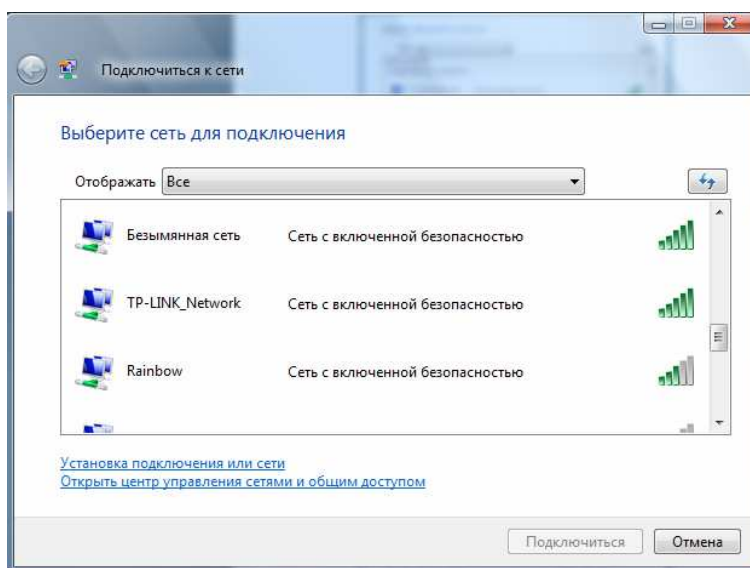 Подключиться к сети
Выберите сеть для подключения
Отображать Все
Безымянная сеть Сеть с включенной безопасностью
TP-LINK_Network Сеть с включенной безопасностью
Rainbow Сеть с включенной безопасностью
Установка подключения или сети
Открыть центр управления сетями и общим доступом
Подключиться Отмена